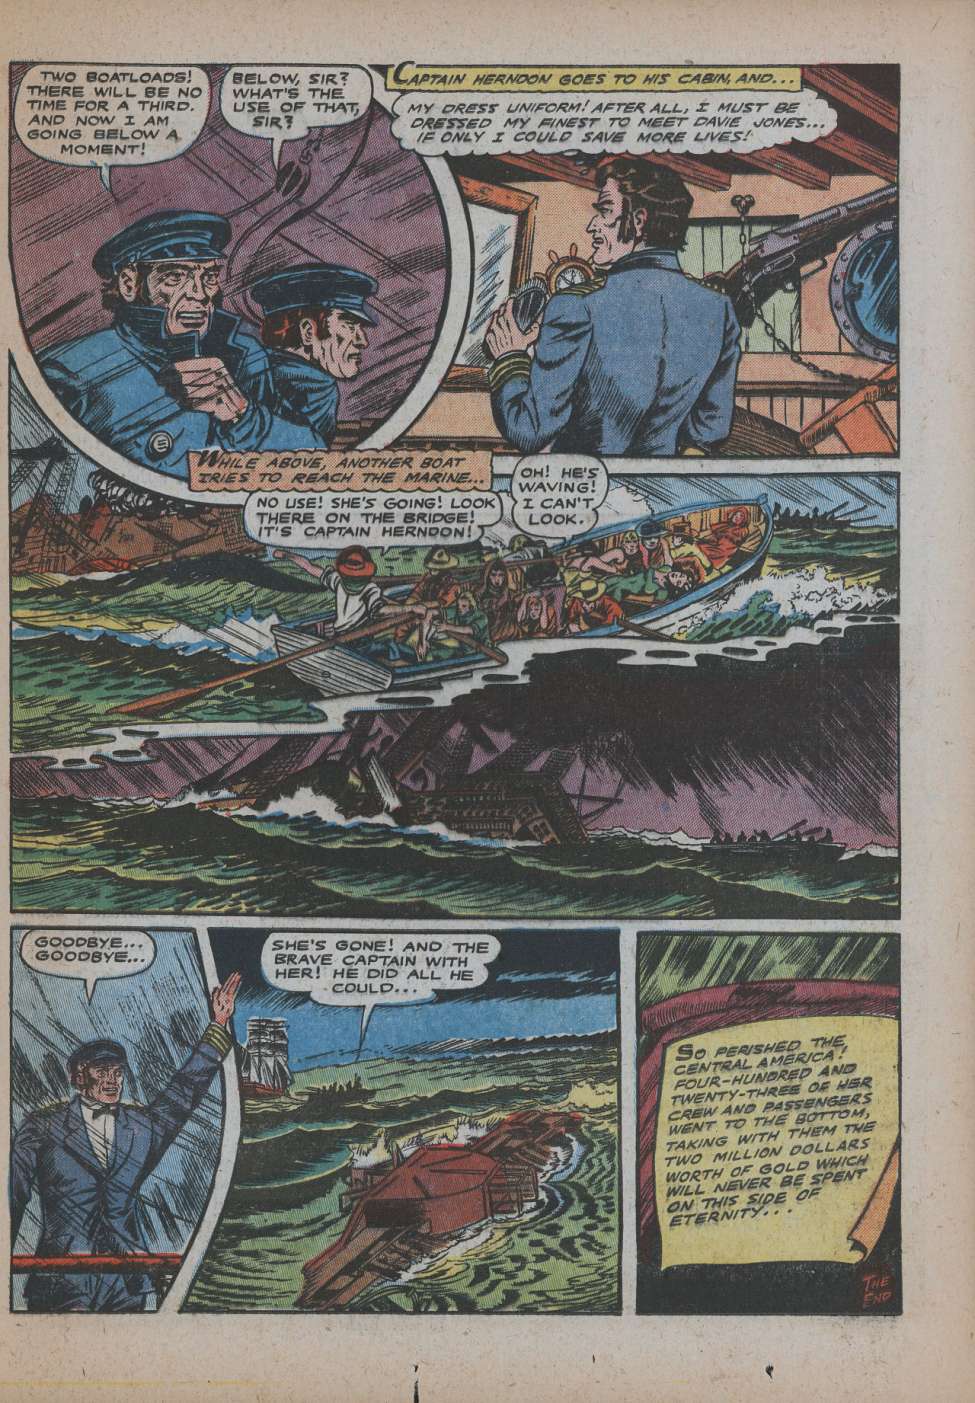 TWO BOATLOADS!
THERE WILL BE NO
TIME FOR A THIRD.
AND NOW I AM
GOING BELOW A
MOMENT!
BELOW, SIR?
WHAT'S THE
USE OF THAT,
SIR?
CAPTAIN HERNDON GOES TO HIS CABIN, AND...
MY DRESS UNIFORM! AFTER ALL, I MUST BE
DRESSED MY FINEST TO MEET DAVIE JONES...
IF ONLY I COULD SAVE MORE LIVES!
WHILE ABOVE, ANOTHER BOAT
TRIES TO REACH THE MARINE...
NO USE! SHE'S GOING! LOOK
THERE ON THE BRIDGE!
IT'S CAPTAIN HERNDON!
OH! HE'S
WAVING!
I CAN'T
LOOK.
GOODBYE...
GOODBYE...
SHE'S GONE! AND THE
BRAVE CAPTAIN WITH
HER! HE DID ALL HE
COULD...
SO PERISHED THE
CENTRAL AMERICA!
FOUR-HUNDRED AND
TWENTY-THREE OF HER
CREW AND PASSENGERS
WENT TO THE BOTTOM,
TAKING WITH THEM THE
TWO MILLION DOLLARS
WORTH OF GOLD WHICH
WILL NEVER BE SPENT
ON THIS SIDE OF
ETERNITY...
THE
END